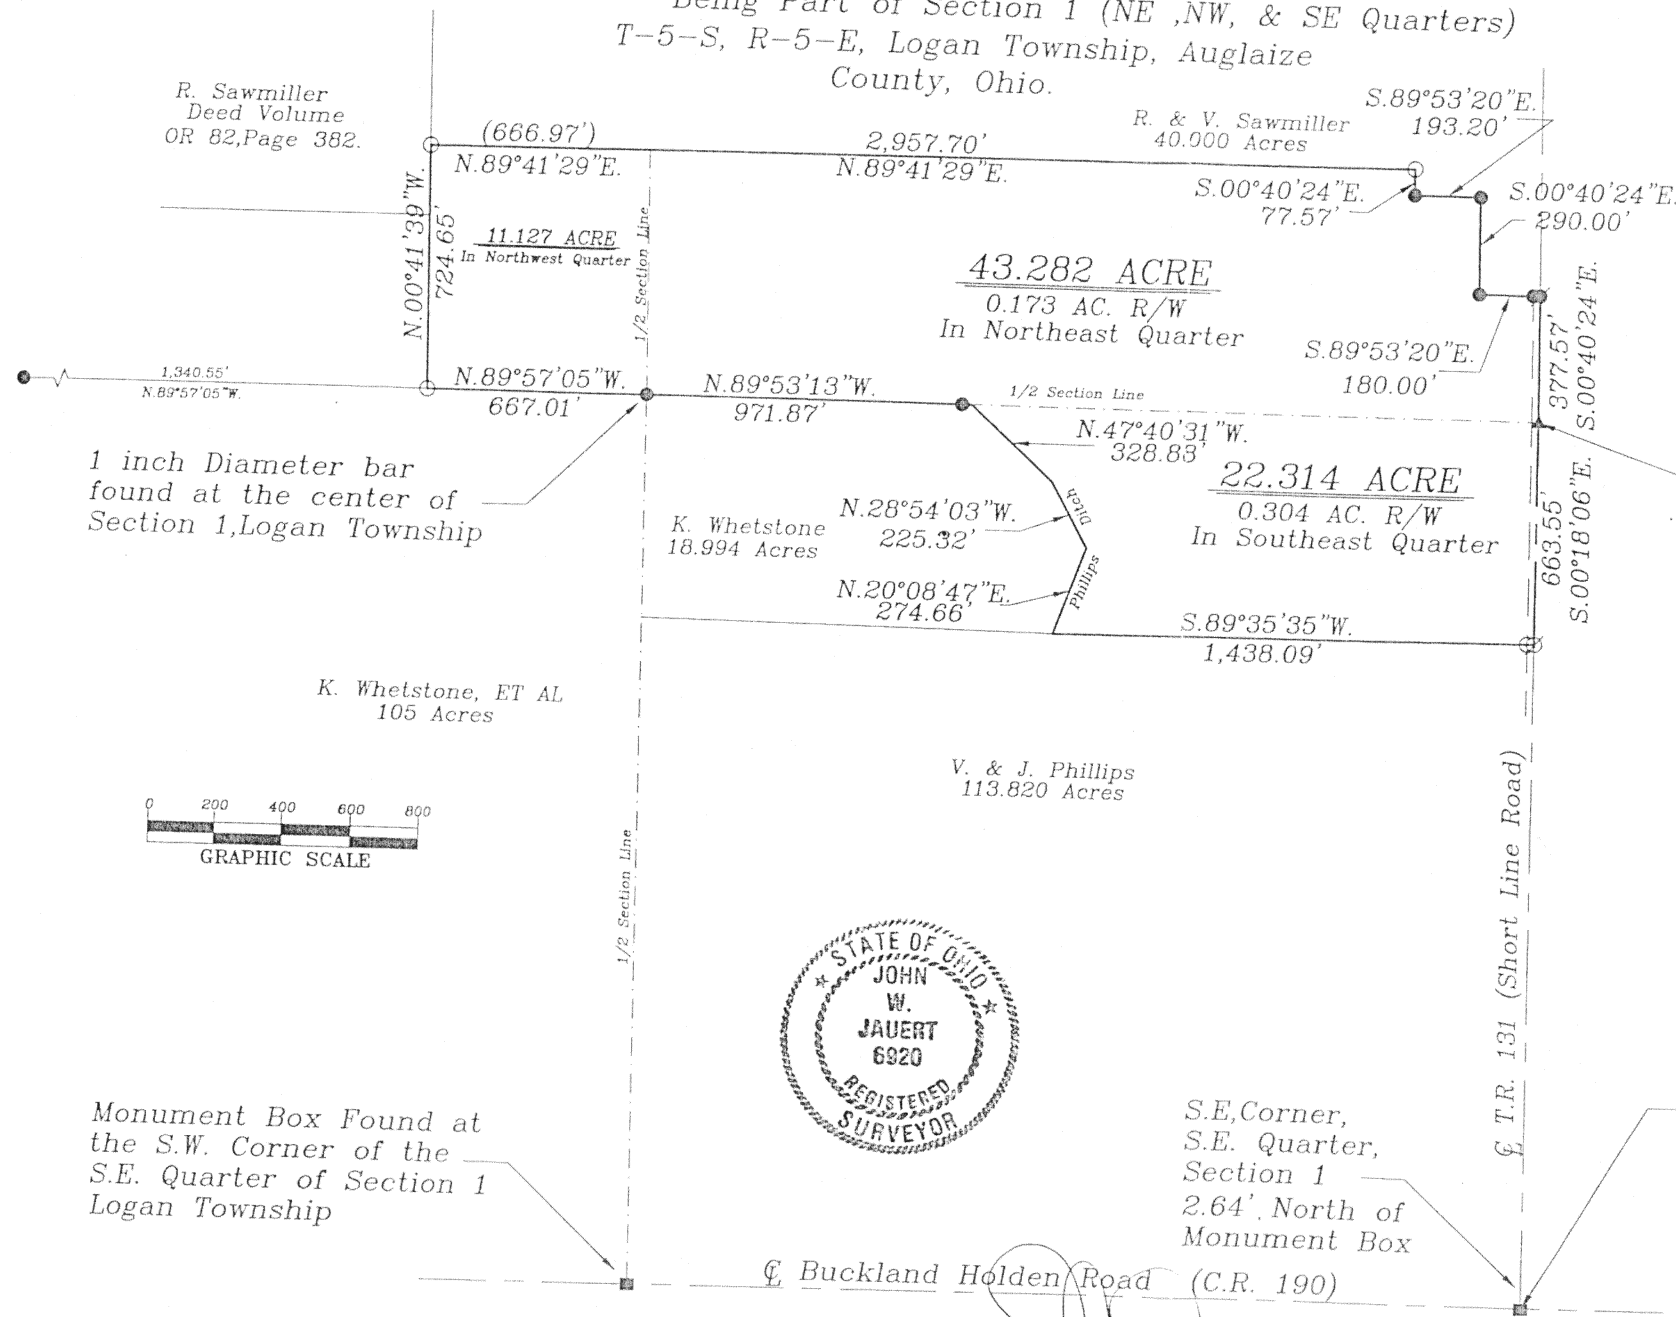 Being Part of Section 1 (NE ,NW, & SE Quarters)
T-5-S, R-5-E, Logan Township, Auglaize
County, Ohio.
R. Sawmiller
Deed Volume
OR 82,Page 382.
(666.97')
N.89°41'29"E.
2,957.70'
N.89°41'29"E.
R. & V. Sawmiller
40.000 Acres
S.89°53'20"E.
193.20'
S.00°40'24"E.
77.57'
S.00°40'24"E.
290.00'
N.00°41'39"W.
724.65'
11.127 ACRE
In Northwest Quarter
1/2 Section Line
43.282 ACRE
0.173 AC. R/W
In Northeast Quarter
S.89°53'20"E.
180.00'
377.57'
S.00°40'24"E.
1,340.55'
N.89°57'05"W.
N.89°57'05"W.
667.01'
N.89°53'13"W.
971.87'
1/2 Section Line
N.47°40'31"W.
328.83'
1 inch Diameter bar
found at the center of
Section 1,Logan Township
K. Whetstone
18.994 Acres
N.28°54'03"W.
225.32'
Ditch
Phillips
22.314 ACRE
0.304 AC. R/W
In Southeast Quarter
663.55'
S.00°18'06"E.
N.20°08'47"E.
274.66'
S.89°35'35"W.
1,438.09'
K. Whetstone, ET AL
105 Acres
V. & J. Phillips
113.820 Acres
0 200 400 600 800
GRAPHIC SCALE
1/2 Section Line
℄ T.R. 131 (Short Line Road)
STATE OF OHIO
JOHN
W.
JAUERT
6920
REGISTERED
SURVEYOR
Monument Box Found at
the S.W. Corner of the
S.E. Quarter of Section 1
Logan Township
S.E,Corner,
S.E. Quarter,
Section 1
2.64'. North of
Monument Box
℄ Buckland Holden Road (C.R. 190)